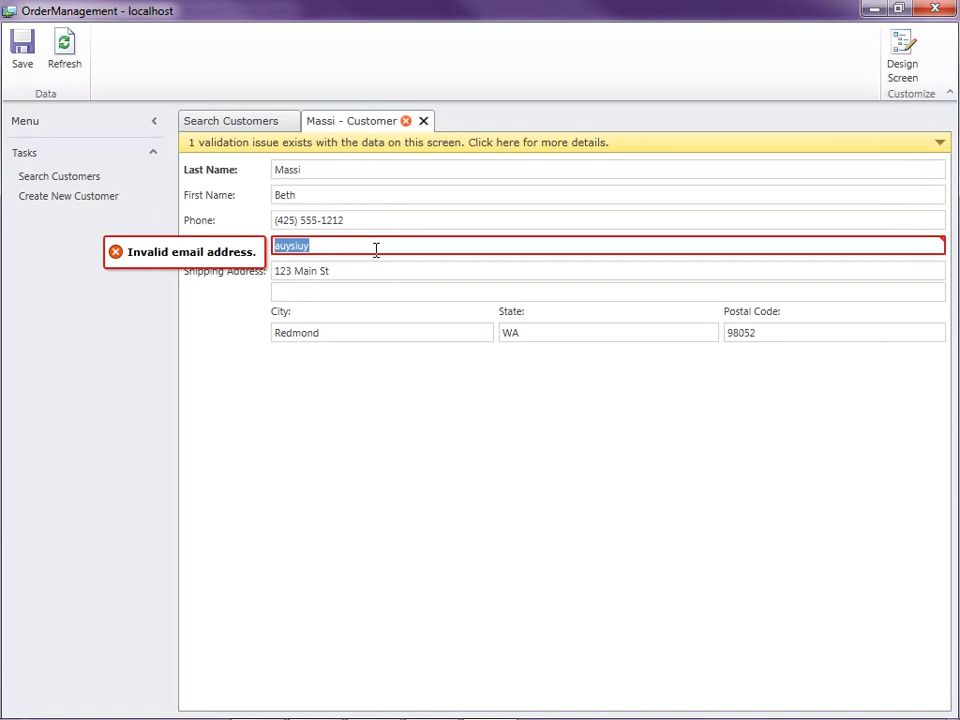 OrderManagement - localhost
Save
Refresh
Data
Design
Screen
Customize
Menu
Search Customers
Massi - Customer
Tasks
1 validation issue exists with the data on this screen. Click here for more details.
Search Customers
Create New Customer
Last Name:
Massi
First Name:
Beth
Phone:
(425) 555-1212
Invalid email address.
auysiuy
Shipping Address:
123 Main St
City:
State:
Postal Code:
Redmond
WA
98052